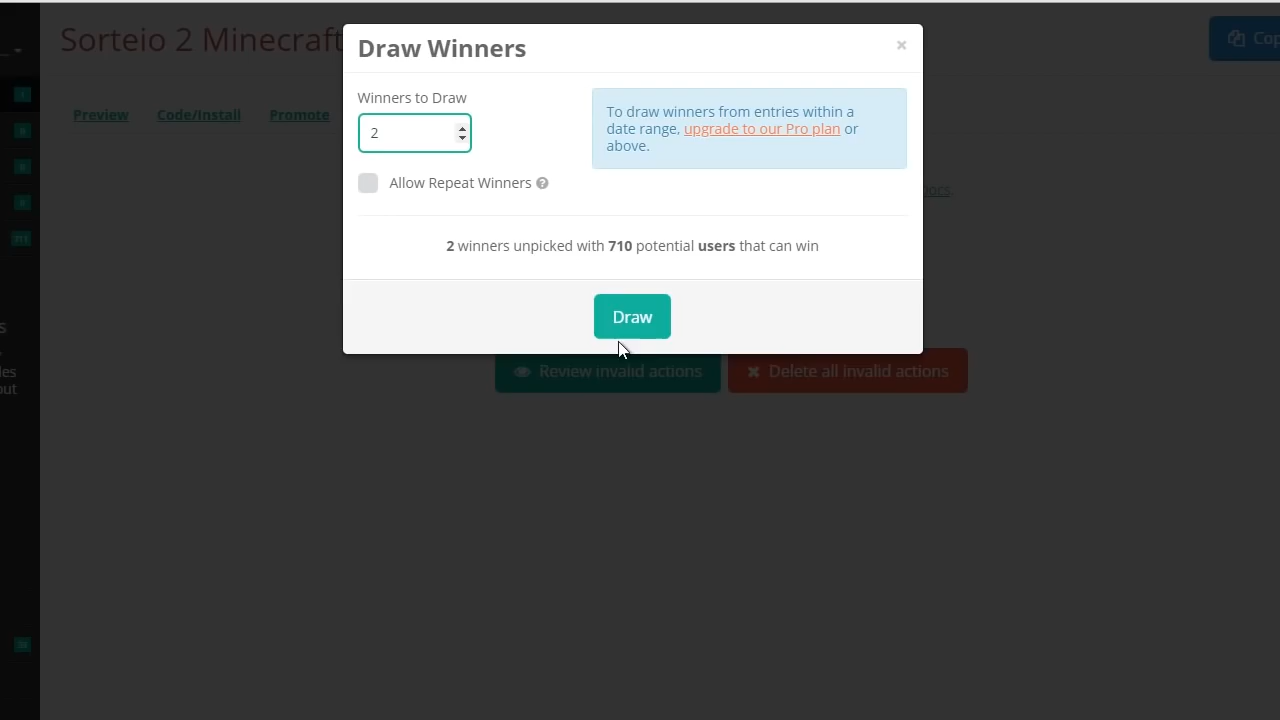 Draw Winners
×
Sorteio 2 Minecraft
Preview
Code/Install
Promote
Winners to Draw
2
To draw winners from entries within a
date range, upgrade to our Pro plan or
above.
Allow Repeat Winners
2 winners unpicked with 710 potential users that can win
Draw
Review invalid actions
Delete all invalid actions